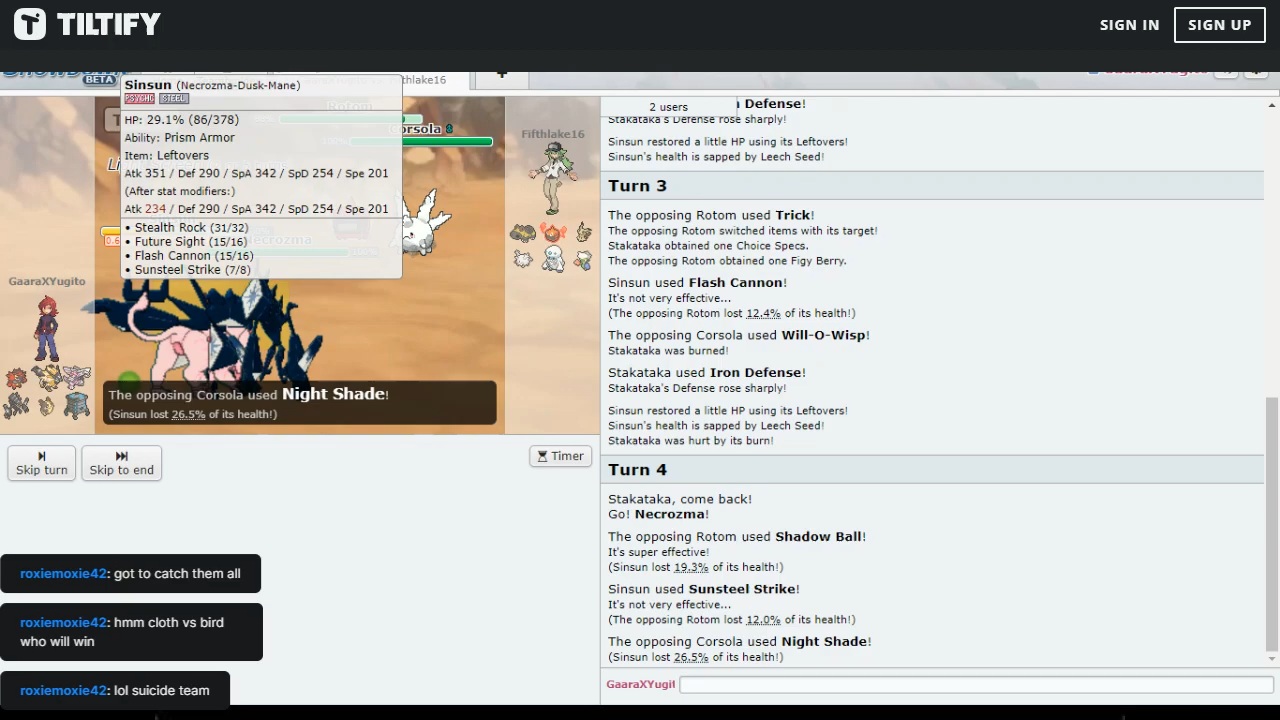 TILTIFY
SIGN IN
SIGN UP
BETA
Sinsun (Necrozma-Dusk-Mane)
PSYCHC STEEL
HP: 29.1% (86/378)
Ability: Prism Armor
Item: Leftovers
Atk 351 / Def 290 / SpA 342 / SpD 254 / Spe 201
(After stat modifiers:)
Atk 234 / Def 290 / SpA 342 / SpD 254 / Spe 201
• Stealth Rock (31/32)
• Future Sight (15/16)
• Flash Cannon (15/16)
• Sunsteel Strike (7/8)
fthlake16
+
Rotom
Corsola
100%
ecrozma
GaaraXYugito
Fifthlake16
The opposing Corsola used Night Shade!
(Sinsun lost 26.5% of its health!)
Skip turn
Skip to end
Timer
roxiemoxie42: got to catch them all
roxiemoxie42: hmm cloth vs bird
who will win
roxiemoxie42: lol suicide team
2 users
Defense!
Stakataka's Defense rose sharply!
Sinsun restored a little HP using its Leftovers!
Sinsun's health is sapped by Leech Seed!
Turn 3
The opposing Rotom used Trick!
The opposing Rotom switched items with its target!
Stakataka obtained one Choice Specs.
The opposing Rotom obtained one Figy Berry.
Sinsun used Flash Cannon!
It's not very effective...
(The opposing Rotom lost 12.4% of its health!)
The opposing Corsola used Will-O-Wisp!
Stakataka was burned!
Stakataka used Iron Defense!
Stakataka's Defense rose sharply!
Sinsun restored a little HP using its Leftovers!
Sinsun's health is sapped by Leech Seed!
Stakataka was hurt by its burn!
Turn 4
Stakataka, come back!
Go! Necrozma!
The opposing Rotom used Shadow Ball!
It's super effective!
(Sinsun lost 19.3% of its health!)
Sinsun used Sunsteel Strike!
It's not very effective...
(The opposing Rotom lost 12.0% of its health!)
The opposing Corsola used Night Shade!
(Sinsun lost 26.5% of its health!)
GaaraXYugit